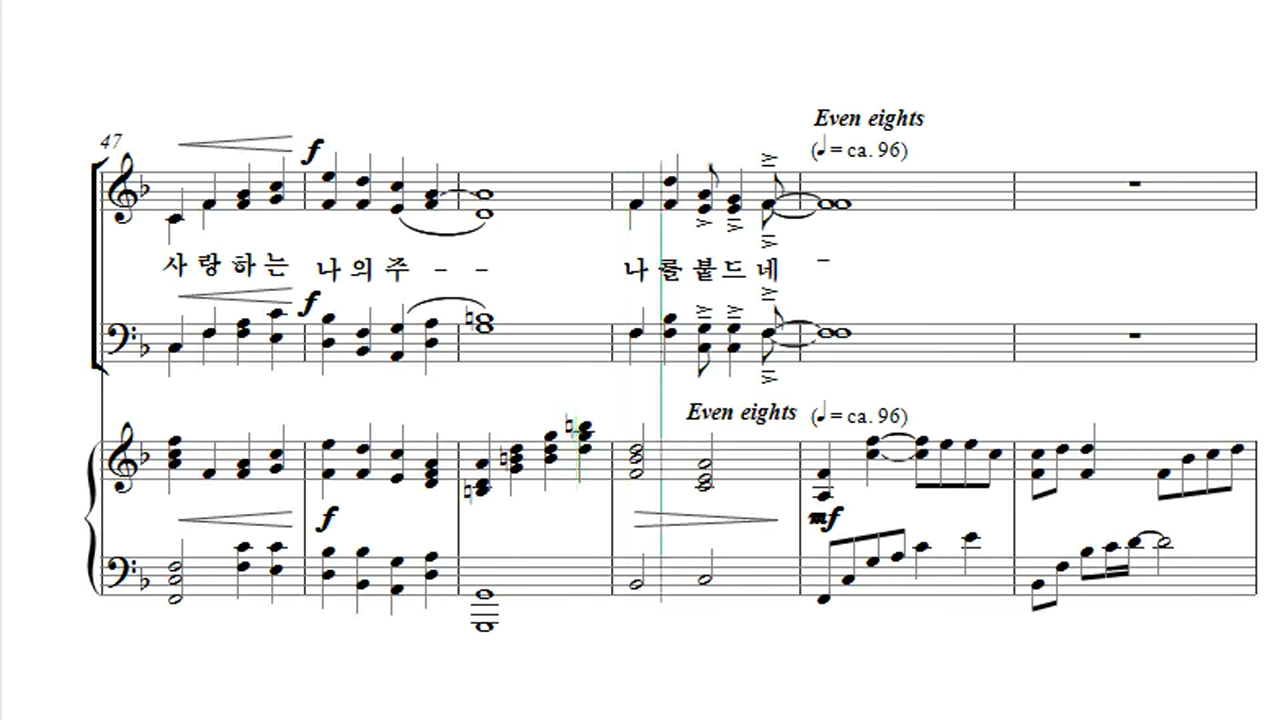 Even eights
47
f
(♩ = ca. 96)
사 랑 하 는 나 의 주 - - 나 를 붙 드 네 -
f
Even eights (♩ = ca. 96)
f
mf